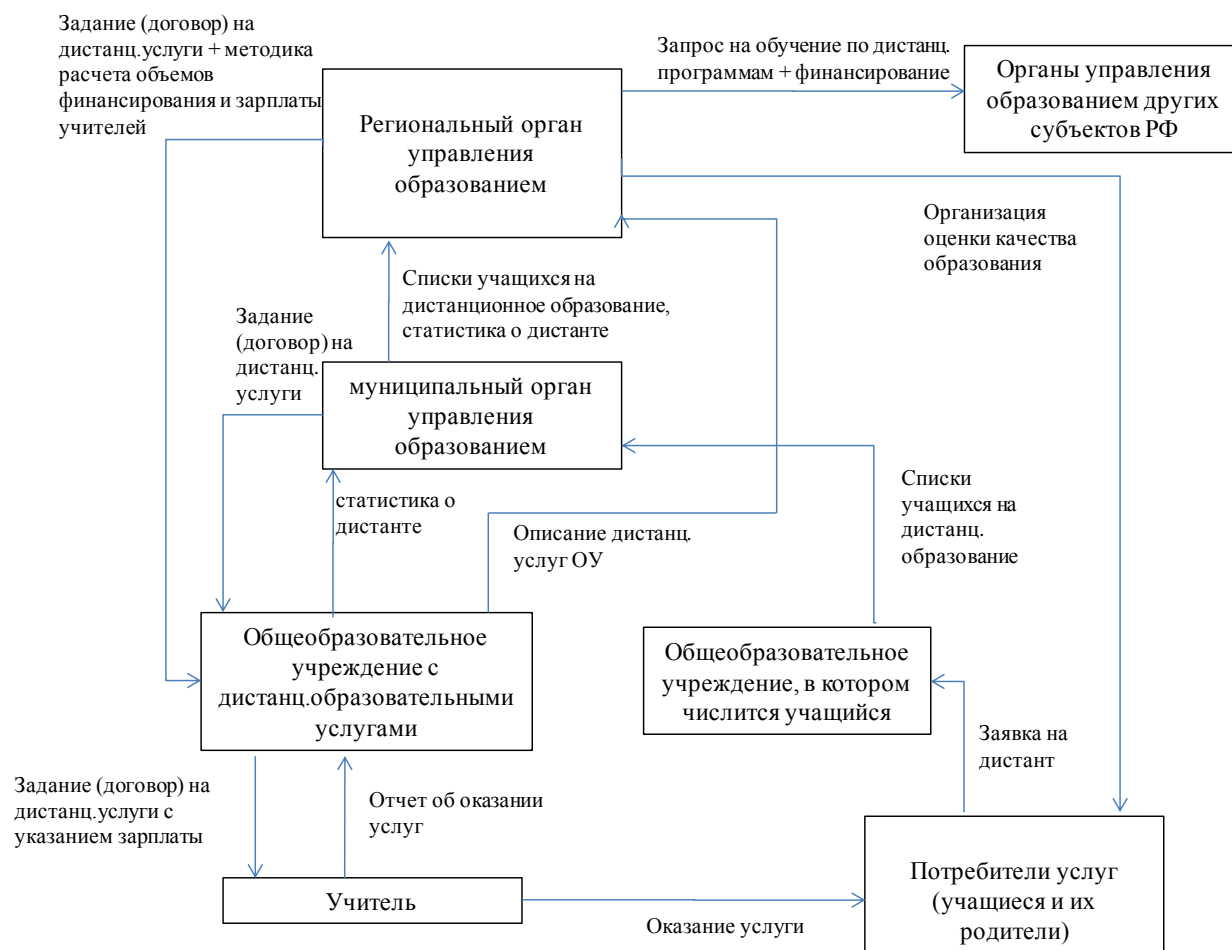 Задание (договор) на
дистанц.услуги + методика
расчета объемов
финансирования и зарплаты
учителей
Запрос на обучение по дистанц.
программам + финансирование
Органы управления
образованием других
субъектов РФ
Региональный орган
управления
образованием
Организация
оценки качества
образования
Списки учащихся на
дистанционное образование,
статистика о дистанте
Задание
(договор) на
дистанц.
услуги
муниципальный орган
управления
образованием
статистика о
дистанте
Описание дистанц.
услуг ОУ
Списки
учащихся на
дистанц.
образование
Общеобразовательное
учреждение с
дистанц.образовательными
услугами
Общеобразовательное
учреждение, в котором
числится учащийся
Заявка на
дистант
Задание (договор) на
дистанц.услуги с
указанием зарплаты
Отчет об оказании
услуг
Учитель
Оказание услуги
Потребители услуг
(учащиеся и их
родители)